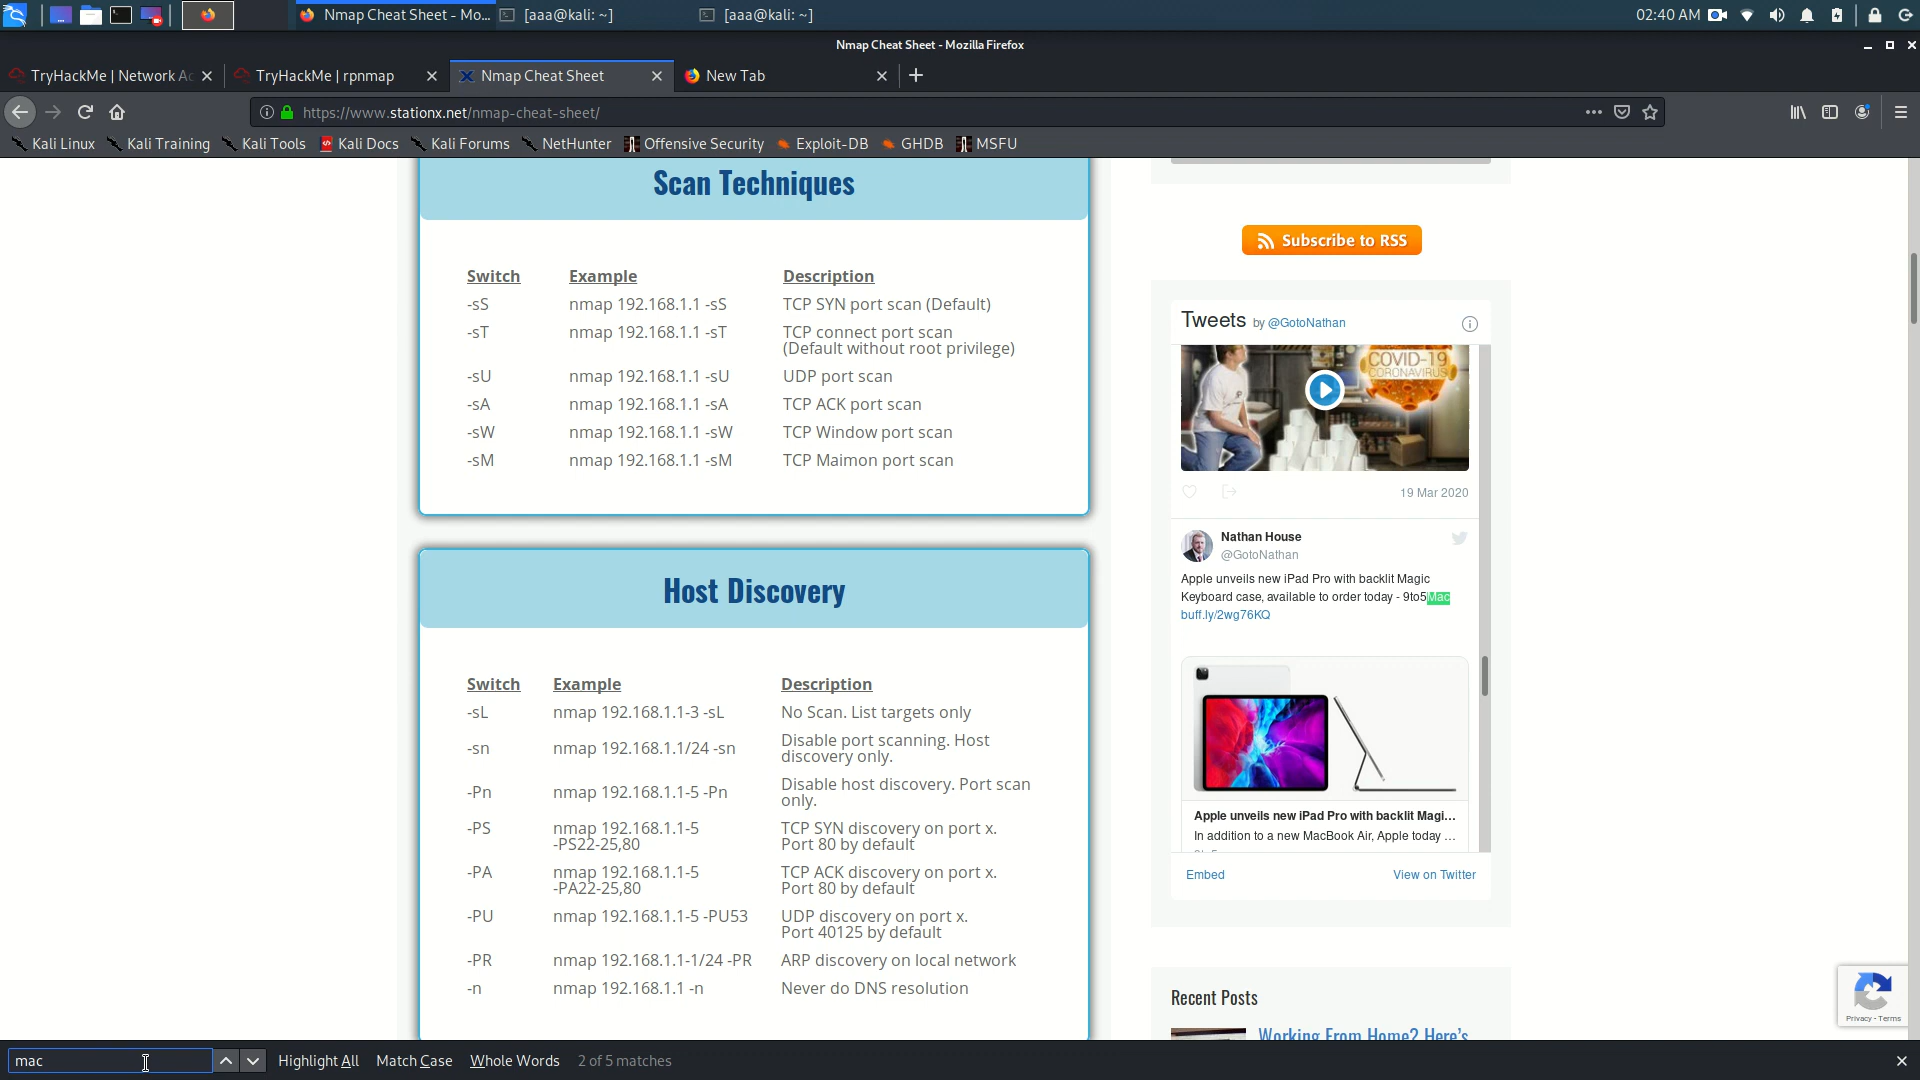 Nmap Cheat Sheet - Mo...
[aaa@kali: ~]
[aaa@kali: ~]
02:40 AM
Nmap Cheat Sheet - Mozilla Firefox
TryHackMe | Network Ac
TryHackMe | rpnmap
Nmap Cheat Sheet
New Tab
https://www.stationx.net/nmap-cheat-sheet/
Kali Linux
Kali Training
Kali Tools
Kali Docs
Kali Forums
NetHunter
Offensive Security
Exploit-DB
GHDB
MSFU
Scan Techniques
Switch Example Description
-sS nmap 192.168.1.1 -sS TCP SYN port scan (Default)
-sT nmap 192.168.1.1 -sT TCP connect port scan
(Default without root privilege)
-sU nmap 192.168.1.1 -sU UDP port scan
-sA nmap 192.168.1.1 -sA TCP ACK port scan
-sW nmap 192.168.1.1 -sW TCP Window port scan
-sM nmap 192.168.1.1 -sM TCP Maimon port scan
Host Discovery
Switch Example Description
-sL nmap 192.168.1.1-3 -sL No Scan. List targets only
-sn nmap 192.168.1.1/24 -sn Disable port scanning. Host
discovery only.
-Pn nmap 192.168.1.1-5 -Pn Disable host discovery. Port scan
only.
-PS nmap 192.168.1.1-5 TCP SYN discovery on port x.
-PS22-25,80 Port 80 by default
-PA nmap 192.168.1.1-5 TCP ACK discovery on port x.
-PA22-25,80 Port 80 by default
-PU nmap 192.168.1.1-5 -PU53 UDP discovery on port x.
Port 40125 by default
-PR nmap 192.168.1.1-1/24 -PR ARP discovery on local network
-n nmap 192.168.1.1 -n Never do DNS resolution
Subscribe to RSS
Tweets by @GotoNathan
COVID-19
CORONAVIRUS
19 Mar 2020
Nathan House
@GotoNathan
Apple unveils new iPad Pro with backlit Magic
Keyboard case, available to order today - 9to5Mac
buff.ly/2wg76KQ
Apple unveils new iPad Pro with backlit Magi...
In addition to a new MacBook Air, Apple today ...
Embed
View on Twitter
Recent Posts
Working From Home? Here's
Privacy - Terms
mac
Highlight All
Match Case
Whole Words
2 of 5 matches